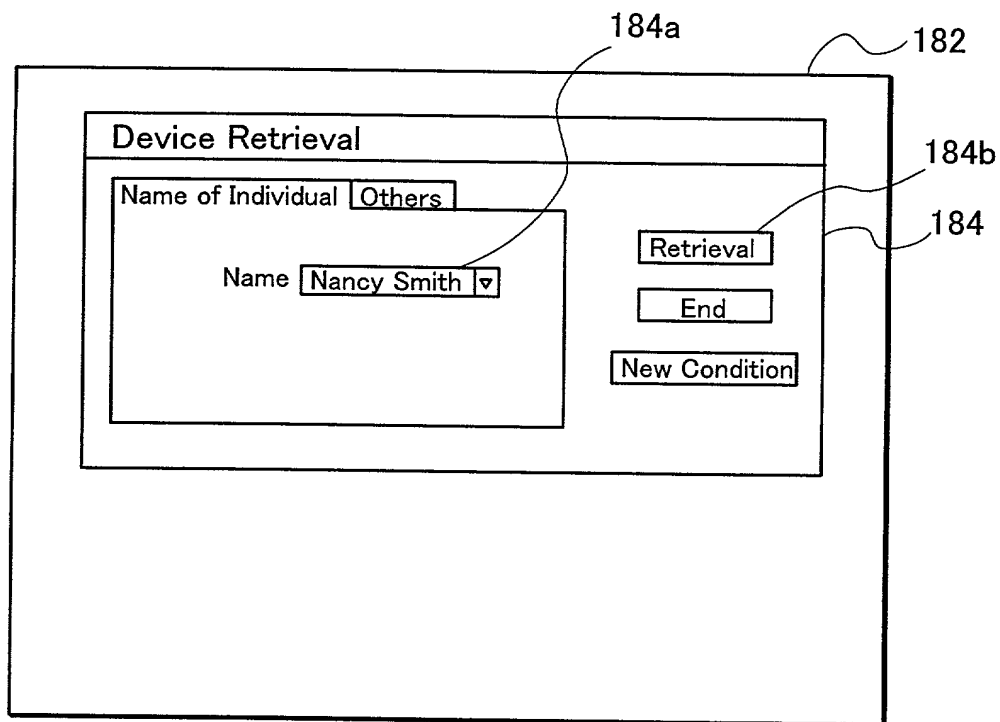 184a
182
Device Retrieval
184b
Name of Individual Others
184
Retrieval
Name Nancy Smith
End
New Condition